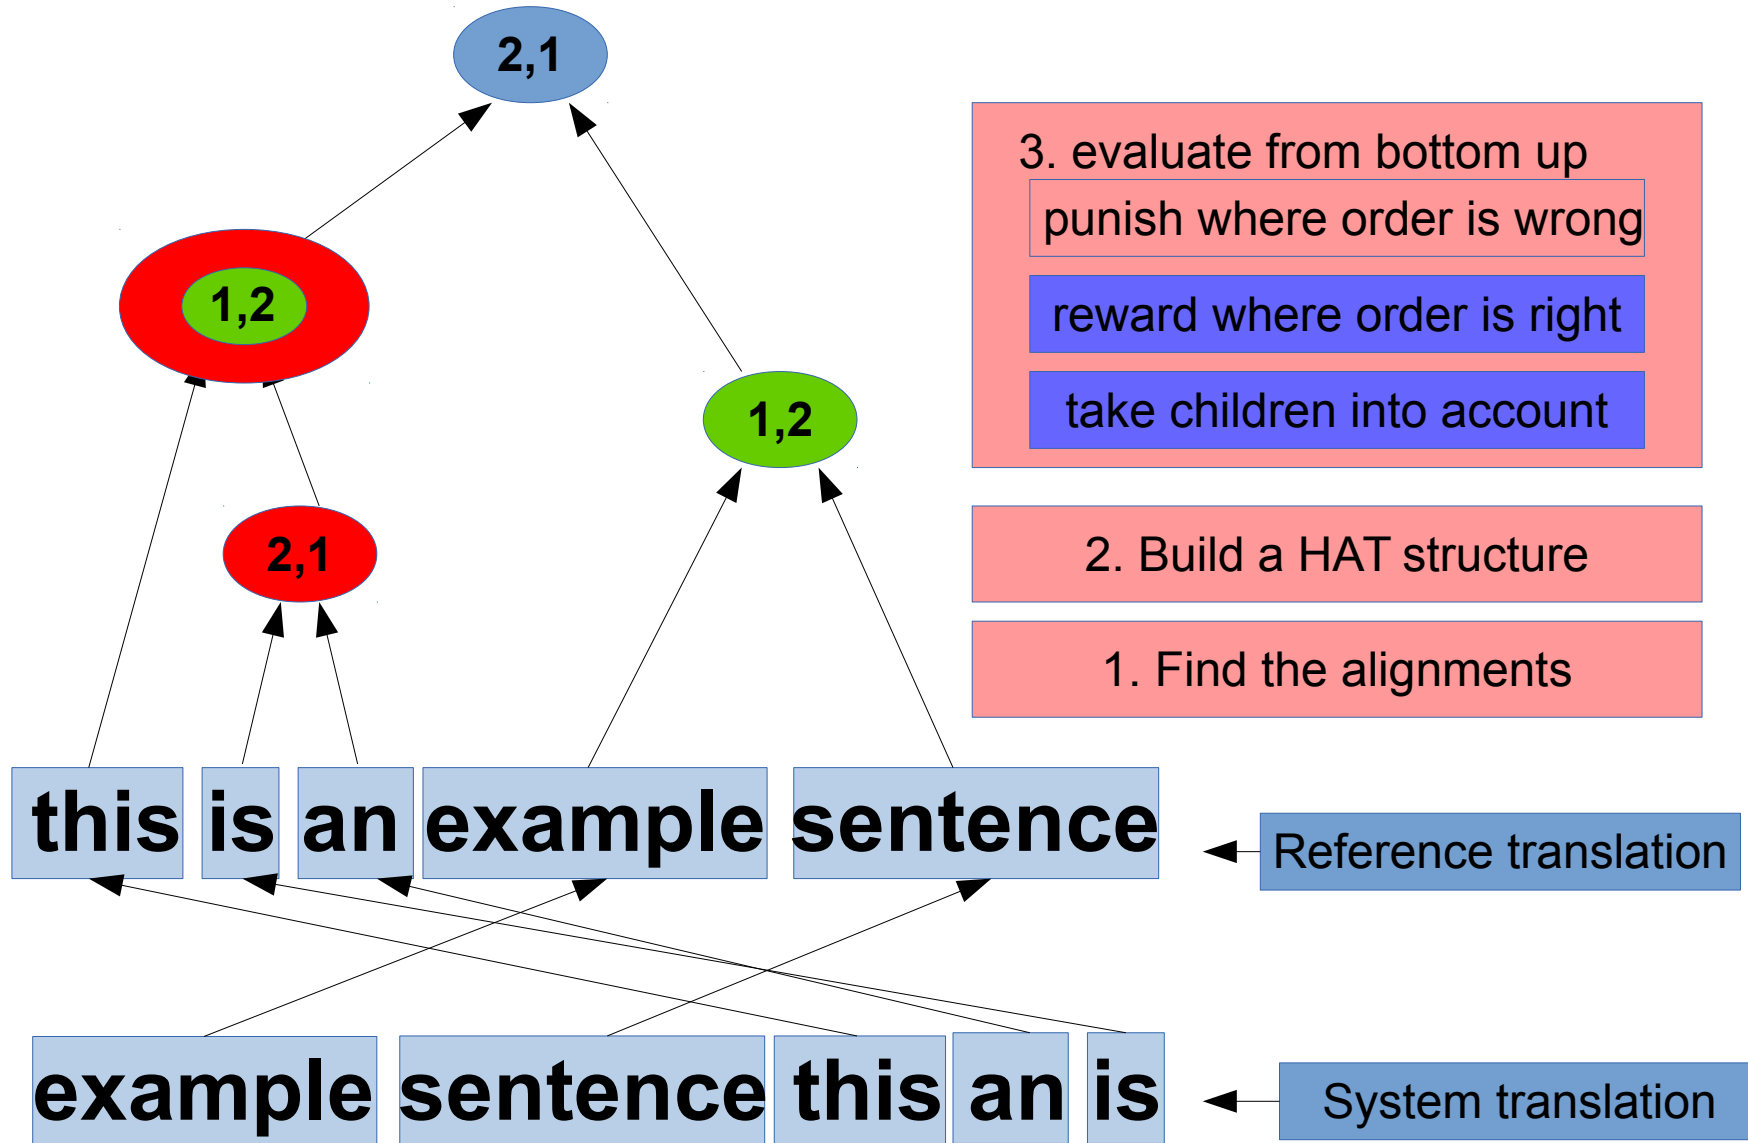 2,1
3. evaluate from bottom up
punish where order is wrong
1,2
reward where order is right
take children into account
1,2
2,1
2. Build a HAT structure
1. Find the alignments
this is an example sentence
Reference translation
example sentence this an is
System translation